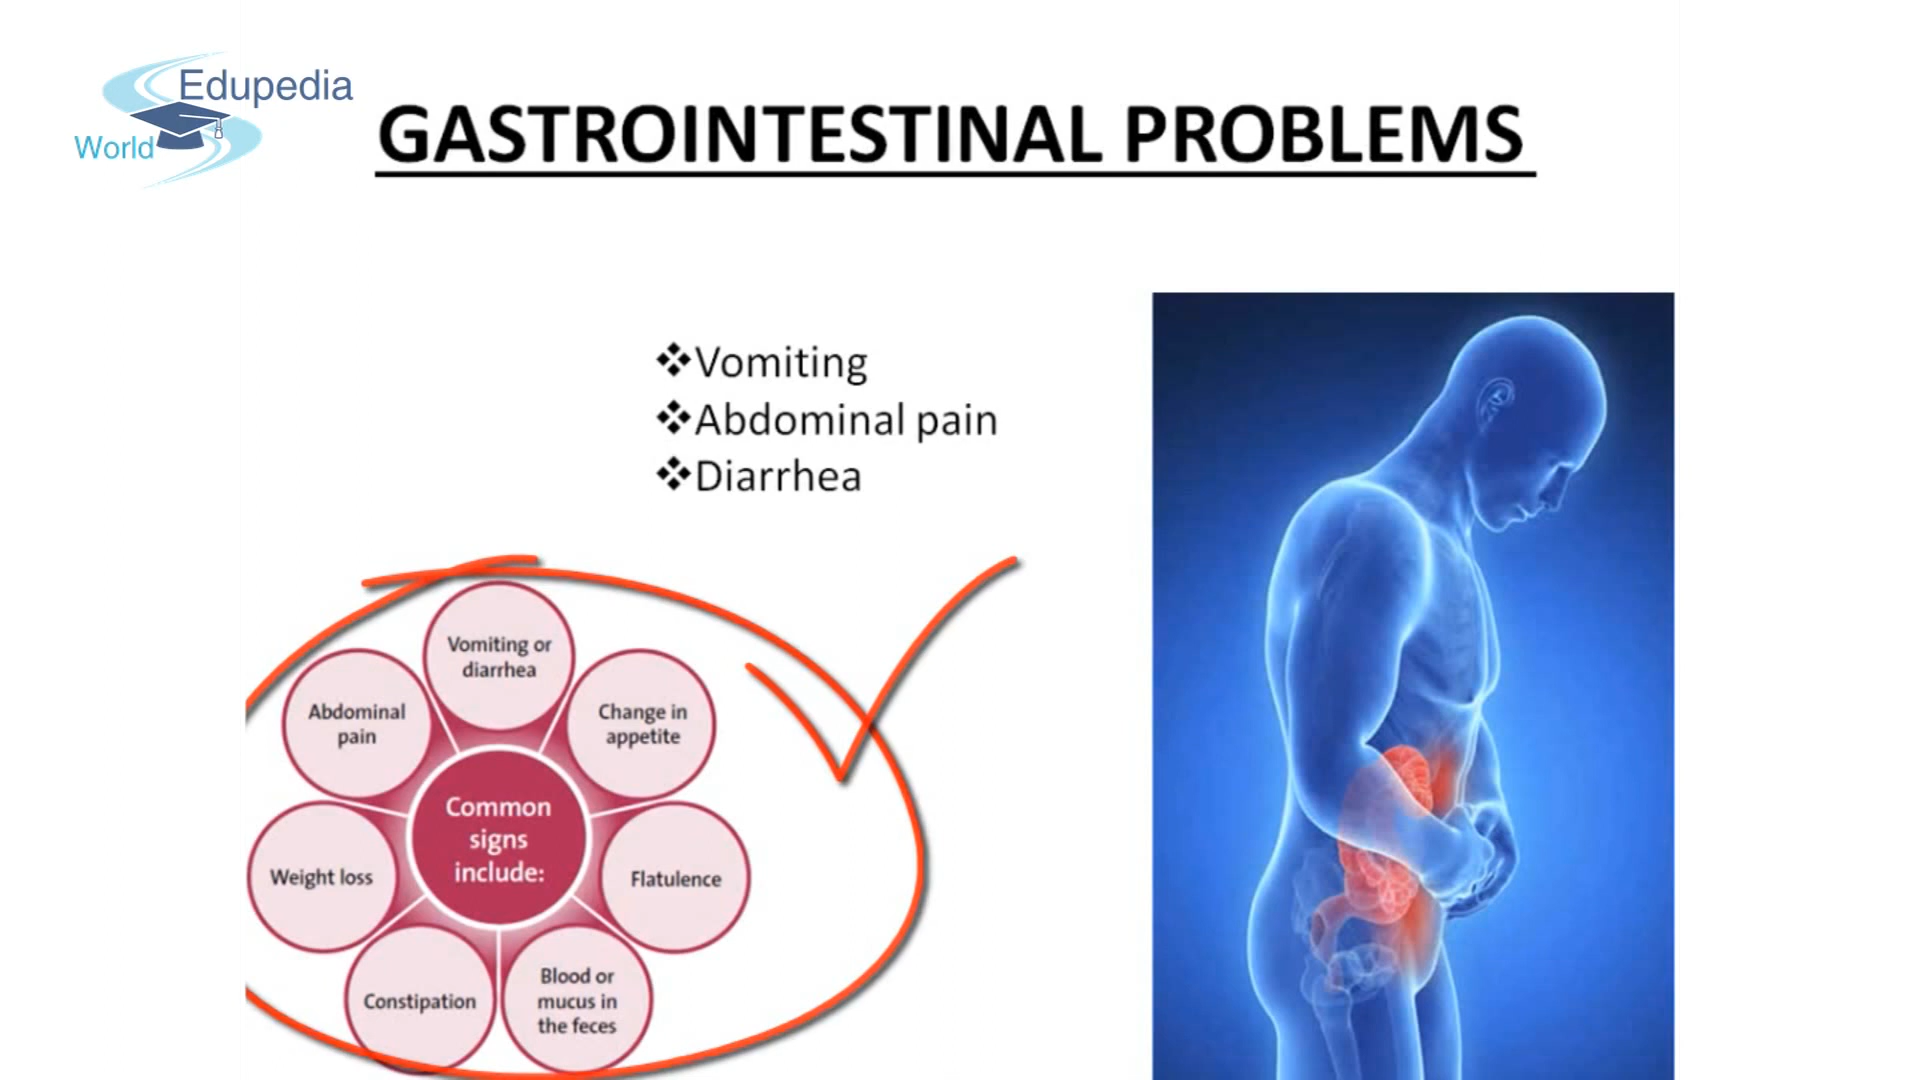 Edupedia
World
GASTROINTESTINAL PROBLEMS
❖Vomiting
❖Abdominal pain
❖Diarrhea
Vomiting or
diarrhea
Abdominal
pain
Change in
appetite
Common
signs
include:
Weight loss
Flatulence
Constipation
Blood or
mucus in
the feces